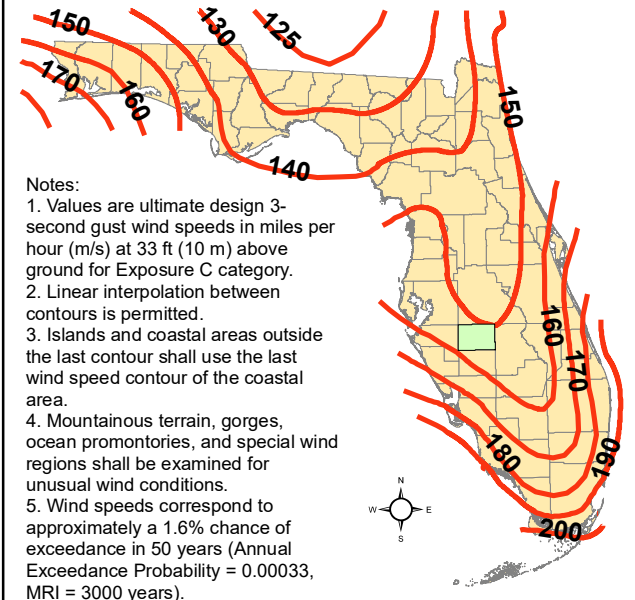 150
130
125
170
160
150
140
Notes:
1. Values are ultimate design 3-
second gust wind speeds in miles per
hour (m/s) at 33 ft (10 m) above
ground for Exposure C category.
2. Linear interpolation between
contours is permitted.
3. Islands and coastal areas outside
the last contour shall use the last
wind speed contour of the coastal
area.
4. Mountainous terrain, gorges,
ocean promontories, and special wind
regions shall be examined for
unusual wind conditions.
5. Wind speeds correspond to
approximately a 1.6% chance of
exceedance in 50 years (Annual
Exceedance Probability = 0.00033,
MRI = 3000 years).
160
170
180
190
200
N
W E
S